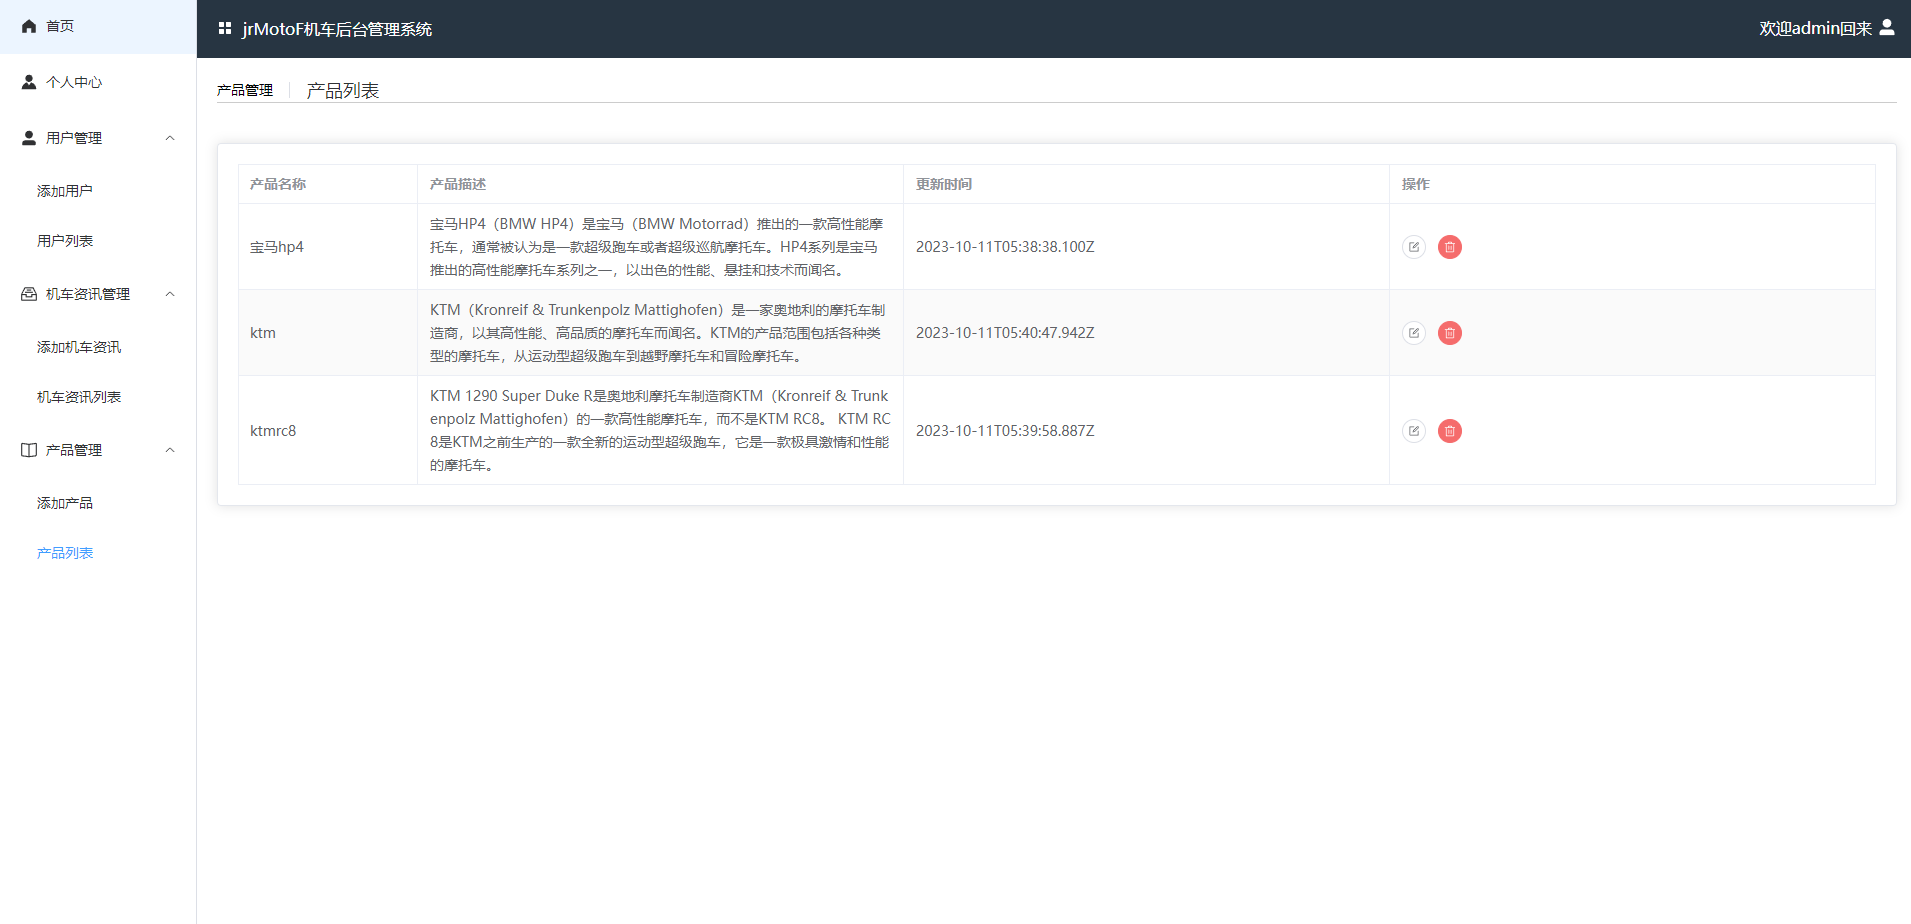 首页
个人中心
用户管理
添加用户
用户列表
机车资讯管理
添加机车资讯
机车资讯列表
产品管理
添加产品
产品列表
jrMotoF机车后台管理系统
欢迎admin回来
产品管理
产品列表
产品名称
产品描述
更新时间
操作
宝马hp4
宝马HP4（BMW HP4）是宝马（BMW Motorrad）推出的一款高性能摩
托车，通常被认为是一款超级跑车或者超级巡航摩托车。HP4系列是宝马
推出的高性能摩托车系列之一，以出色的性能、悬挂和技术而闻名。
2023-10-11T05:38:38.100Z
ktm
KTM（Kronreif & Trunkenpolz Mattighofen）是一家奥地利的摩托车制
造商，以其高性能、高品质的摩托车而闻名。KTM的产品范围包括各种类
型的摩托车，从运动型超级跑车到越野摩托车和冒险摩托车。
2023-10-11T05:40:47.942Z
ktmrc8
KTM 1290 Super Duke R是奥地利摩托车制造商KTM（Kronreif & Trunk
enpolz Mattighofen）的一款高性能摩托车，而不是KTM RC8。 KTM RC
8是KTM之前生产的一款全新的运动型超级跑车，它是一款极具激情和性能
的摩托车。
2023-10-11T05:39:58.887Z